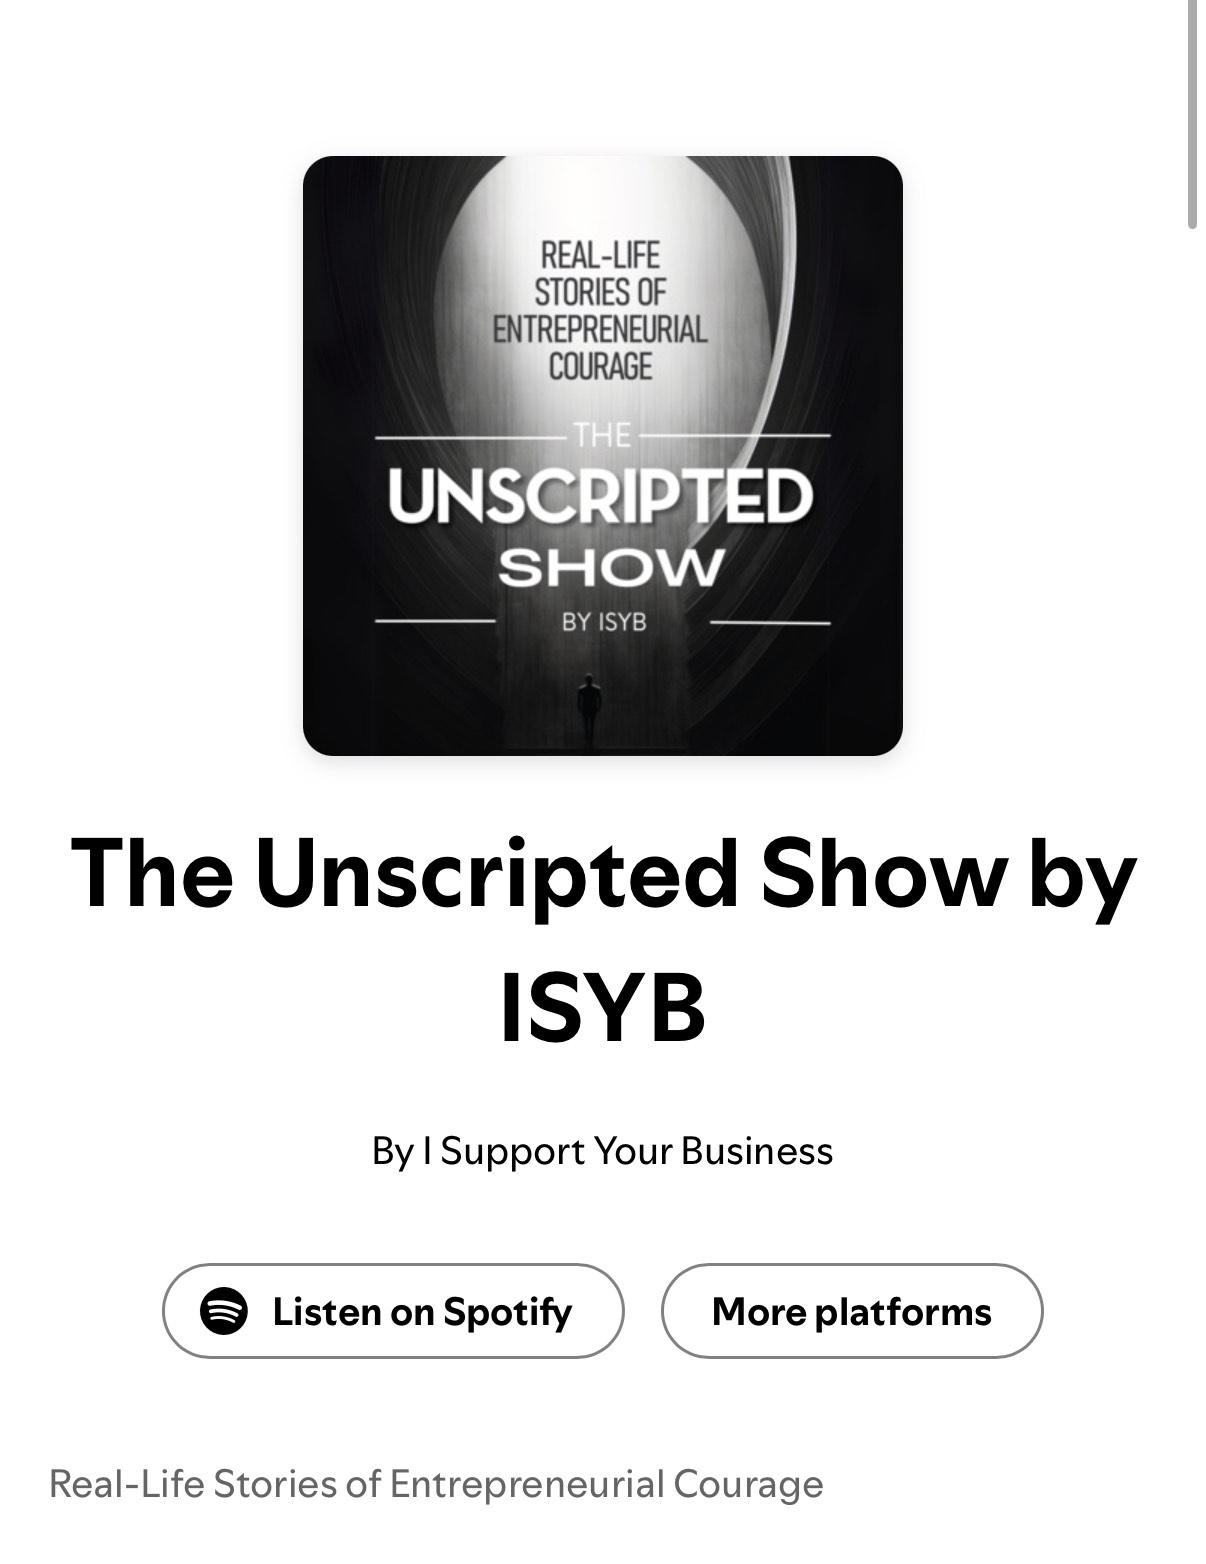 REAL-LIFE
STORIES OF
ENTREPRENEURIAL
COURAGE
THE
UNSCRIPTED
SHOW
BY ISYB
The Unscripted Show by
ISYB
By I Support Your Business
Listen on Spotify
More platforms
Real-Life Stories of Entrepreneurial Courage